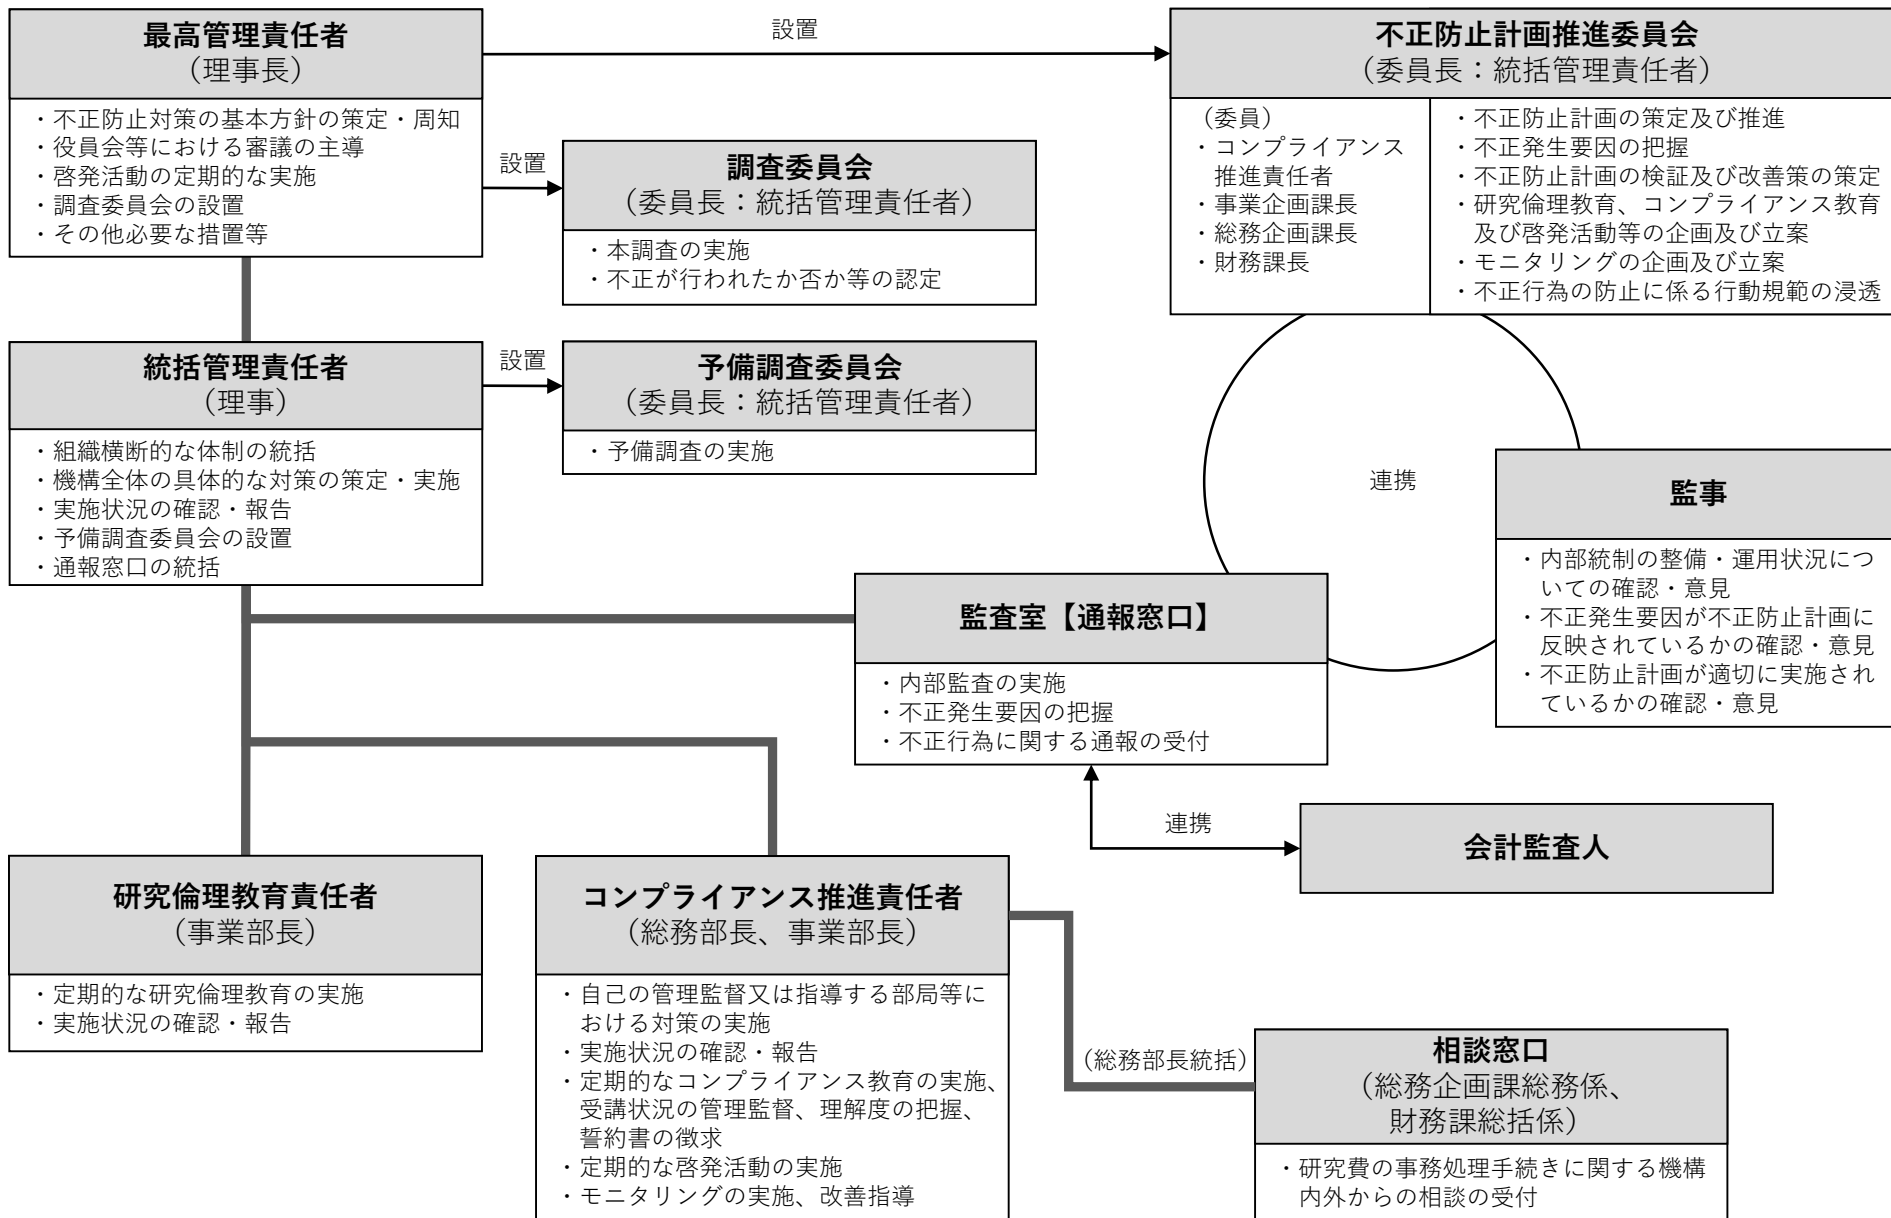 最高管理責任者
（理事長）
・不正防止対策の基本方針の策定・周知
・役員会等における審議の主導
・啓発活動の定期的な実施
・調査委員会の設置
・その他必要な措置等
設置
不正防止計画推進委員会
（委員長：統括管理責任者）
（委員）
・コンプライアンス
推進責任者
・事業企画課長
・総務企画課長
・財務課長
・不正防止計画の策定及び推進
・不正発生要因の把握
・不正防止計画の検証及び改善策の策定
・研究倫理教育、コンプライアンス教育
及び啓発活動等の企画及び立案
・モニタリングの企画及び立案
・不正行為の防止に係る行動規範の浸透
設置
調査委員会
（委員長：統括管理責任者）
・本調査の実施
・不正が行われたか否か等の認定
統括管理責任者
（理事）
・組織横断的な体制の統括
・機構全体の具体的な対策の策定・実施
・実施状況の確認・報告
・予備調査委員会の設置
・通報窓口の統括
設置
予備調査委員会
（委員長：統括管理責任者）
・予備調査の実施
連携
監事
・内部統制の整備・運用状況につ
いての確認・意見
・不正発生要因が不正防止計画に
反映されているかの確認・意見
・不正防止計画が適切に実施され
ているかの確認・意見
監査室【通報窓口】
・内部監査の実施
・不正発生要因の把握
・不正行為に関する通報の受付
連携
会計監査人
研究倫理教育責任者
（事業部長）
・定期的な研究倫理教育の実施
・実施状況の確認・報告
コンプライアンス推進責任者
（総務部長、事業部長）
・自己の管理監督又は指導する部局等に
おける対策の実施
・実施状況の確認・報告
・定期的なコンプライアンス教育の実施、
受講状況の管理監督、理解度の把握、
誓約書の徴求
・定期的な啓発活動の実施
・モニタリングの実施、改善指導
（総務部長統括）
相談窓口
（総務企画課総務係、
財務課総括係）
・研究費の事務処理手続きに関する機構
内外からの相談の受付